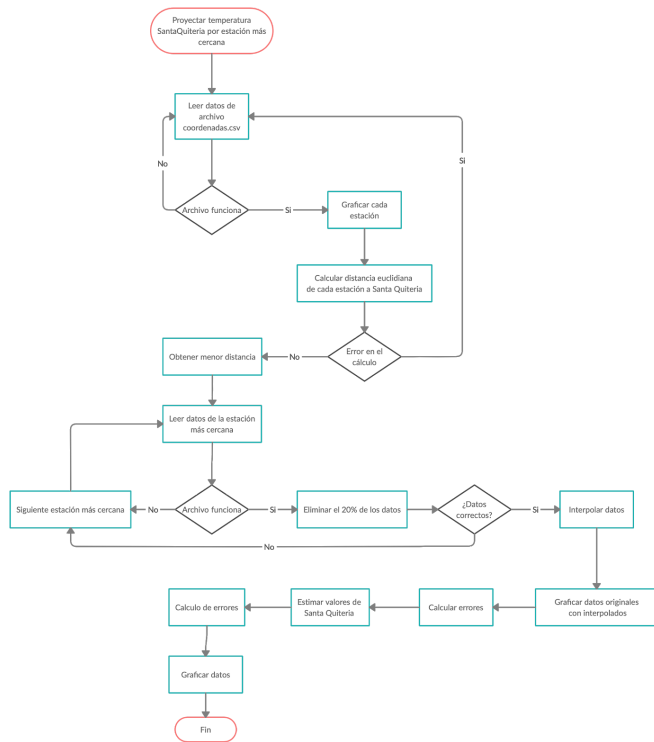 Proyectar temperatura
SantaQuiteria por estación más
cercana
Leer datos de
archivo
coordenadas.csv
No
Si
Archivo funciona
Si
Graficar cada
estación
Calcular distancia euclidiana
de cada estación a Santa Quiteria
Error en el
cálculo
No
Obtener menor distancia
Leer datos de la estación
más cercana
Siguiente estación más cercana
No
Archivo funciona
Si
Eliminar el 20% de los datos
¿Datos
correctos?
Si
Interpolar datos
No
Calculo de errores
Estimar valores de
Santa Quiteria
Calcular errores
Graficar datos originales
con interpolados
Graficar datos
Fin